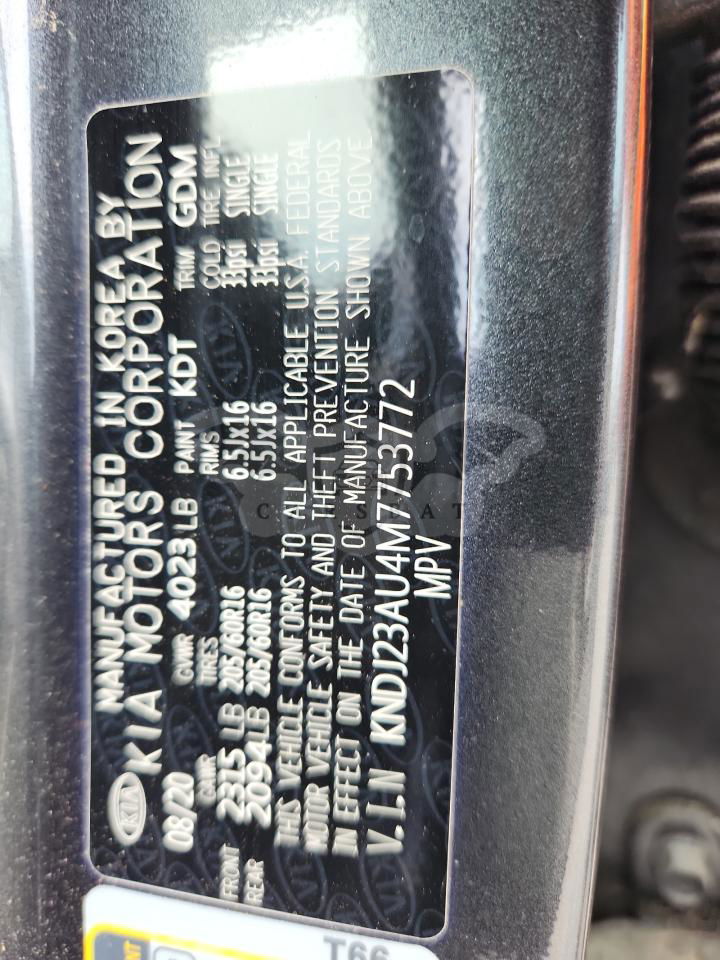 KIA
MANUFACTURED IN KOREA BY
KIA MOTORS CORPORATION
08/20 GVWR 4023 LB PAINT KDT TRIM GDM
GAWR TIRES RIMS COLD TIRE INFL
FRONT 2315 LB 205/60R16 6.5Jx16 33psi SINGLE
REAR 2094LB 205/60R16 6.5Jx16 33psi SINGLE
THIS VEHICLE CONFORMS TO ALL APPLICABLE U.S.A. FEDERAL
MOTOR VEHICLE SAFETY AND THEFT PREVENTION STANDARDS
IN EFFECT ON THE DATE OF MANUFACTURE SHOWN ABOVE
V.I.N KNDJ23AU4M7753772
MPV
T66